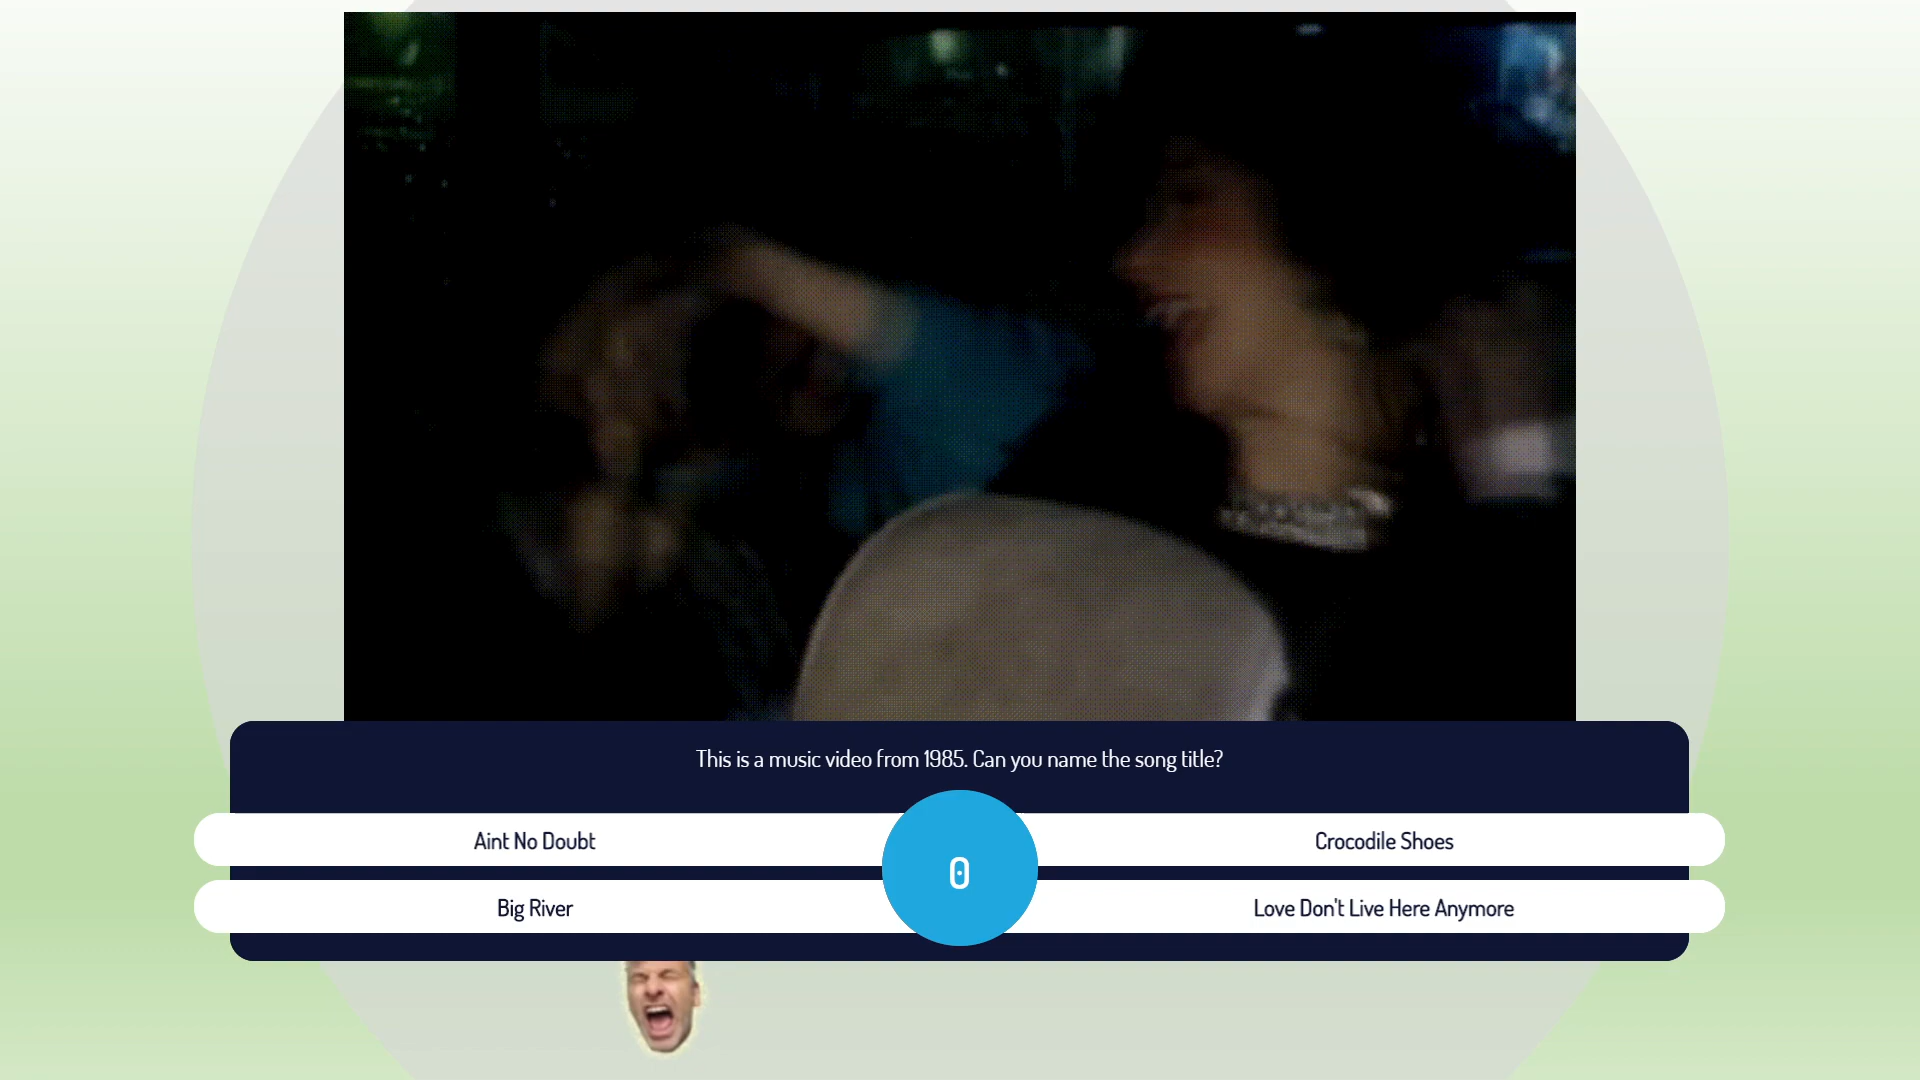 This is a music video from 1985. Can you name the song title?
Aint No Doubt
Crocodile Shoes
0
Big River
Love Don't Live Here Anymore